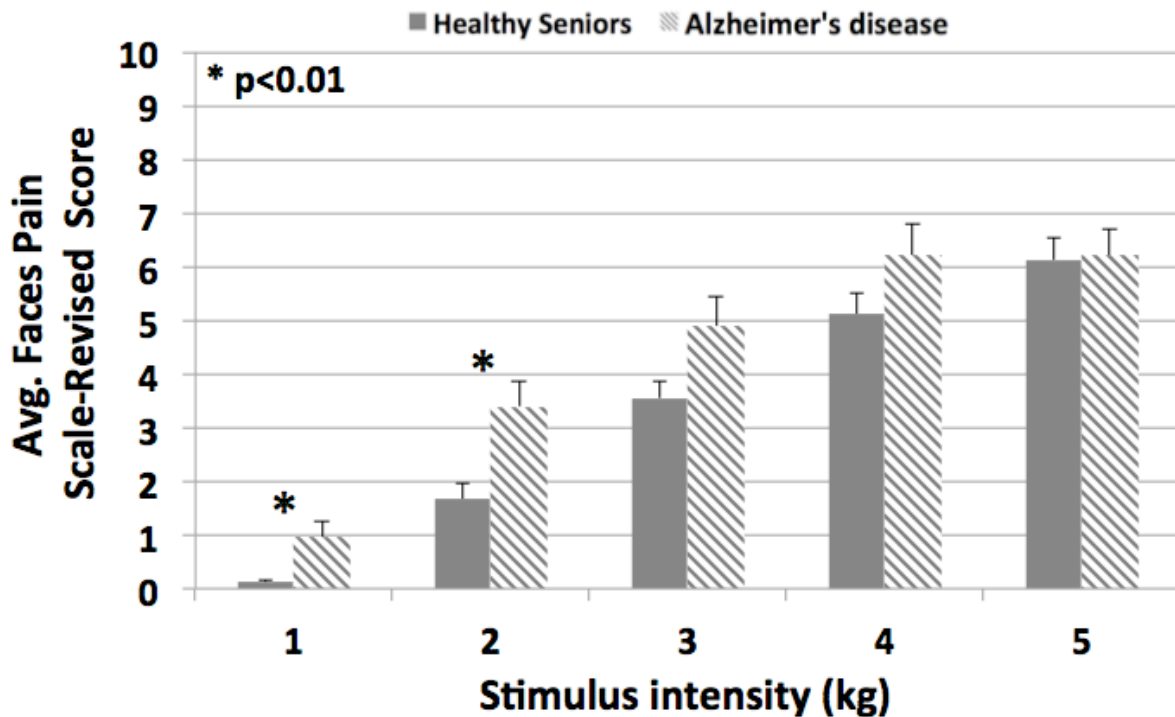 Healthy Seniors Alzheimer's disease
* p<0.01
Avg. Faces Pain
Scale-Revised Score
10
9
8
7
6
5
4
3
2
1
0
*
*
1 2 3 4 5
Stimulus intensity (kg)